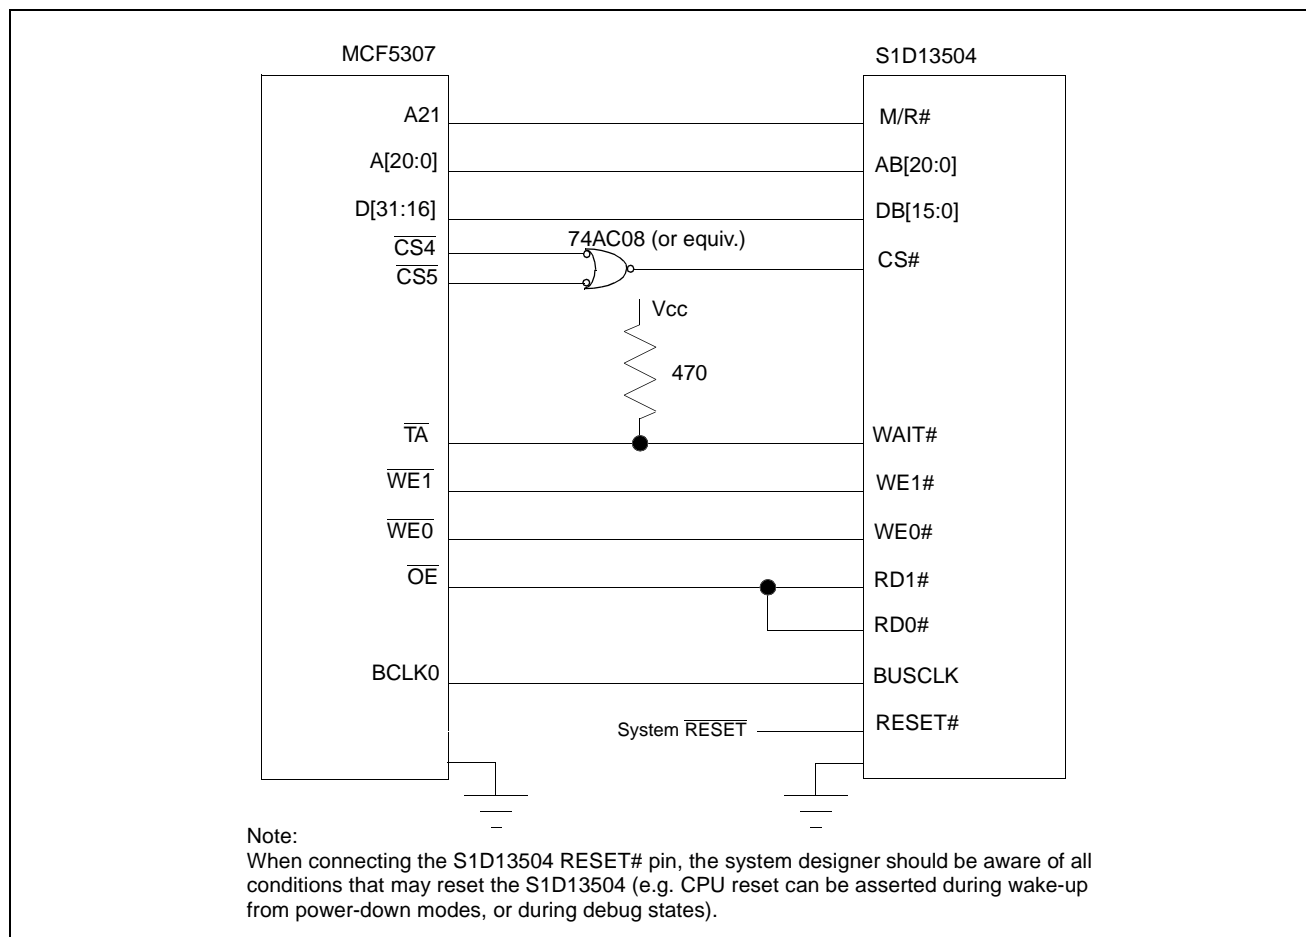 MCF5307
S1D13504
A21
M/R#
A[20:0]
AB[20:0]
D[31:16]
DB[15:0]
74AC08 (or equiv.)
CS4
CS#
CS5
Vcc
470
TA
WAIT#
WE1
WE1#
WE0
WE0#
OE
RD1#
RD0#
BCLK0
BUSCLK
System RESET
RESET#
Note:
When connecting the S1D13504 RESET# pin, the system designer should be aware of all
conditions that may reset the S1D13504 (e.g. CPU reset can be asserted during wake-up
from power-down modes, or during debug states).